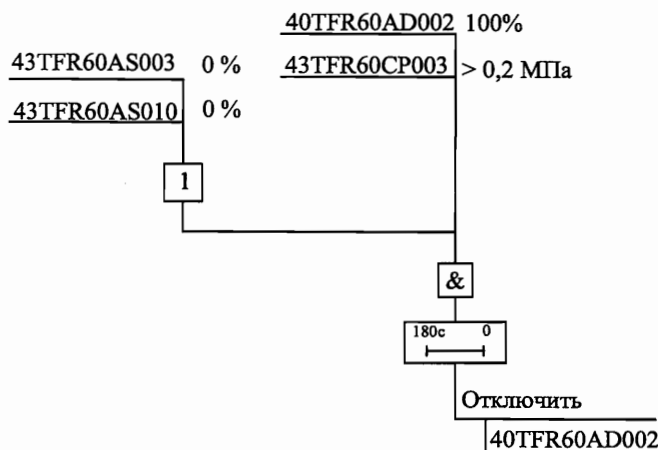 40TFR60AD002 100%
43TFR60AS003 0 %
43TFR60CP003 > 0,2 МПа
43TFR60AS010 0 %
1
&
180с 0
Отключить
40TFR60AD002